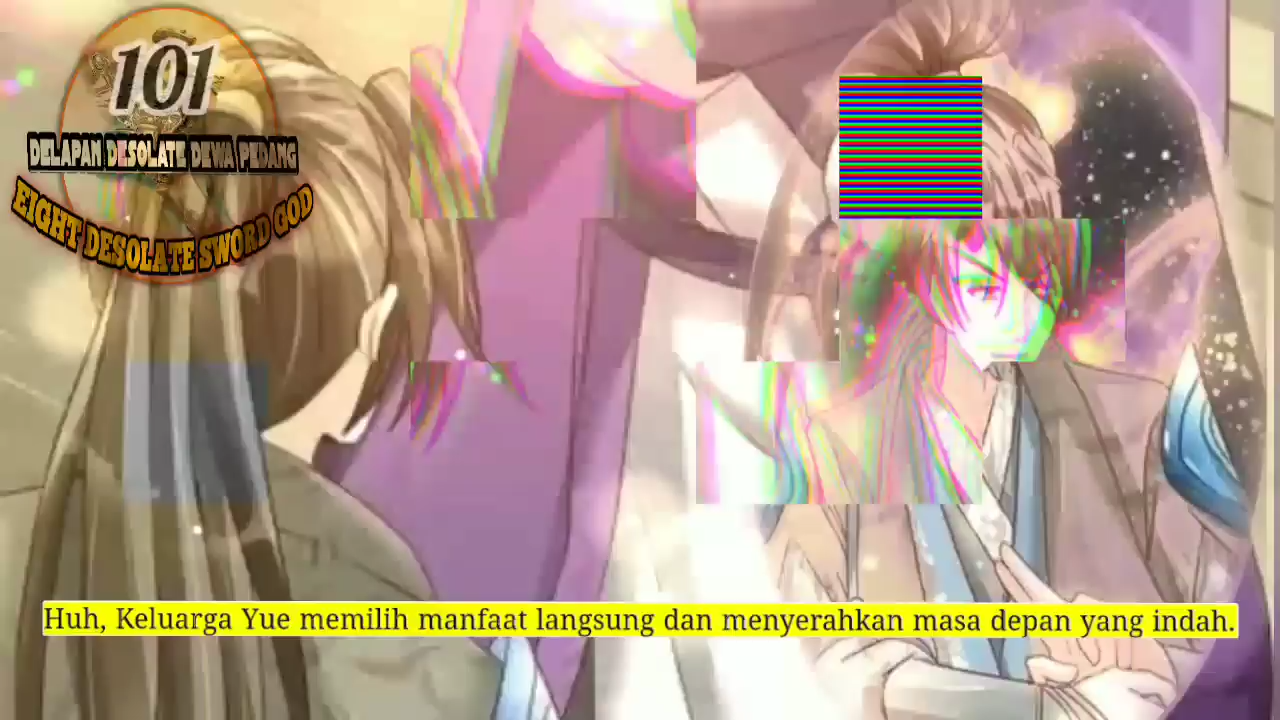 101
DELAPAN DESOLATE DEWA PEDANG
EIGHT DESOLATE SWORD GOD
Huh, Keluarga Yue memilih manfaat langsung dan menyerahkan masa depan yang indah.